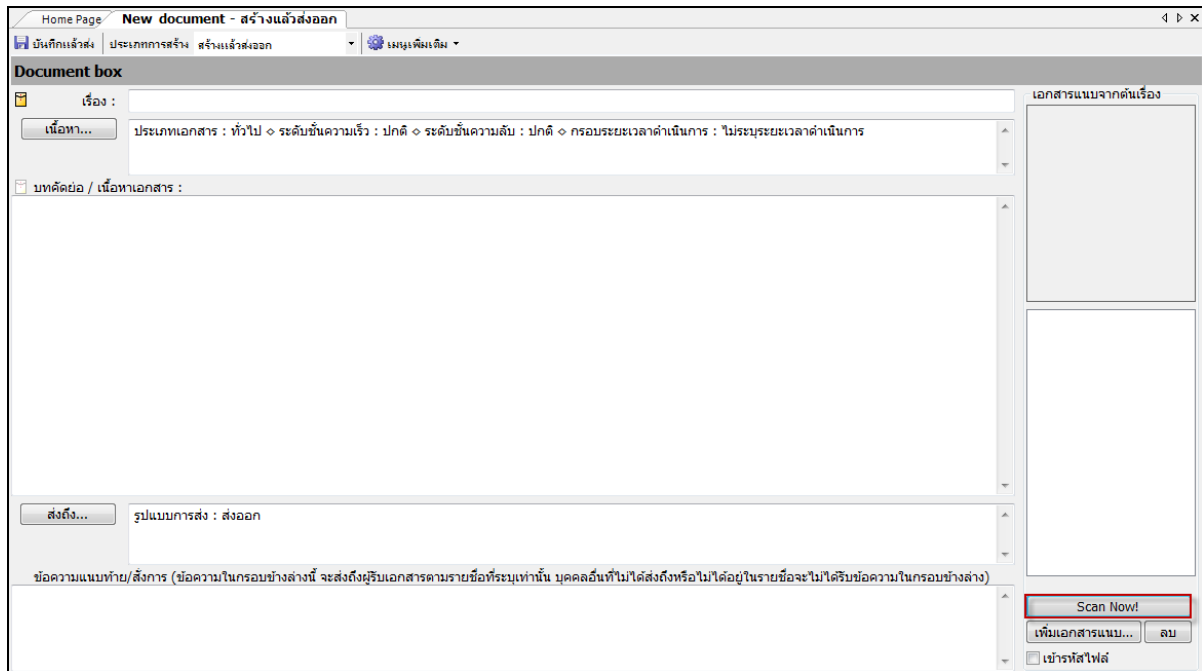 Home Page New document - สร้างแล้วส่งออก
บันทึกแล้วส่ง ประเภทการสร้าง สร้างแล้วส่งออก เมนูเพิ่มเติม
Document box
เรื่อง :
เอกสารแนบจากต้นเรื่อง
เนื้อหา... ประเภทเอกสาร : ทั่วไป ◇ ระดับชั้นความเร็ว : ปกติ ◇ ระดับชั้นความลับ : ปกติ ◇ กรอบระยะเวลาดำเนินการ : ไม่ระบุระยะเวลาดำเนินการ
บทคัดย่อ / เนื้อหาเอกสาร :
ส่งถึง... รูปแบบการส่ง : ส่งออก
ข้อความแนบท้าย/สั่งการ (ข้อความในกรอบข้างล่างนี้ จะส่งถึงผู้รับเอกสารตามรายชื่อที่ระบุเท่านั้น บุคคลอื่นที่ไม่ได้ส่งถึงหรือไม่ได้อยู่ในรายชื่อจะไม่ได้รับข้อความในกรอบข้างล่าง)
Scan Now!
เพิ่มเอกสารแนบ... ลบ
เข้ารหัสไฟล์